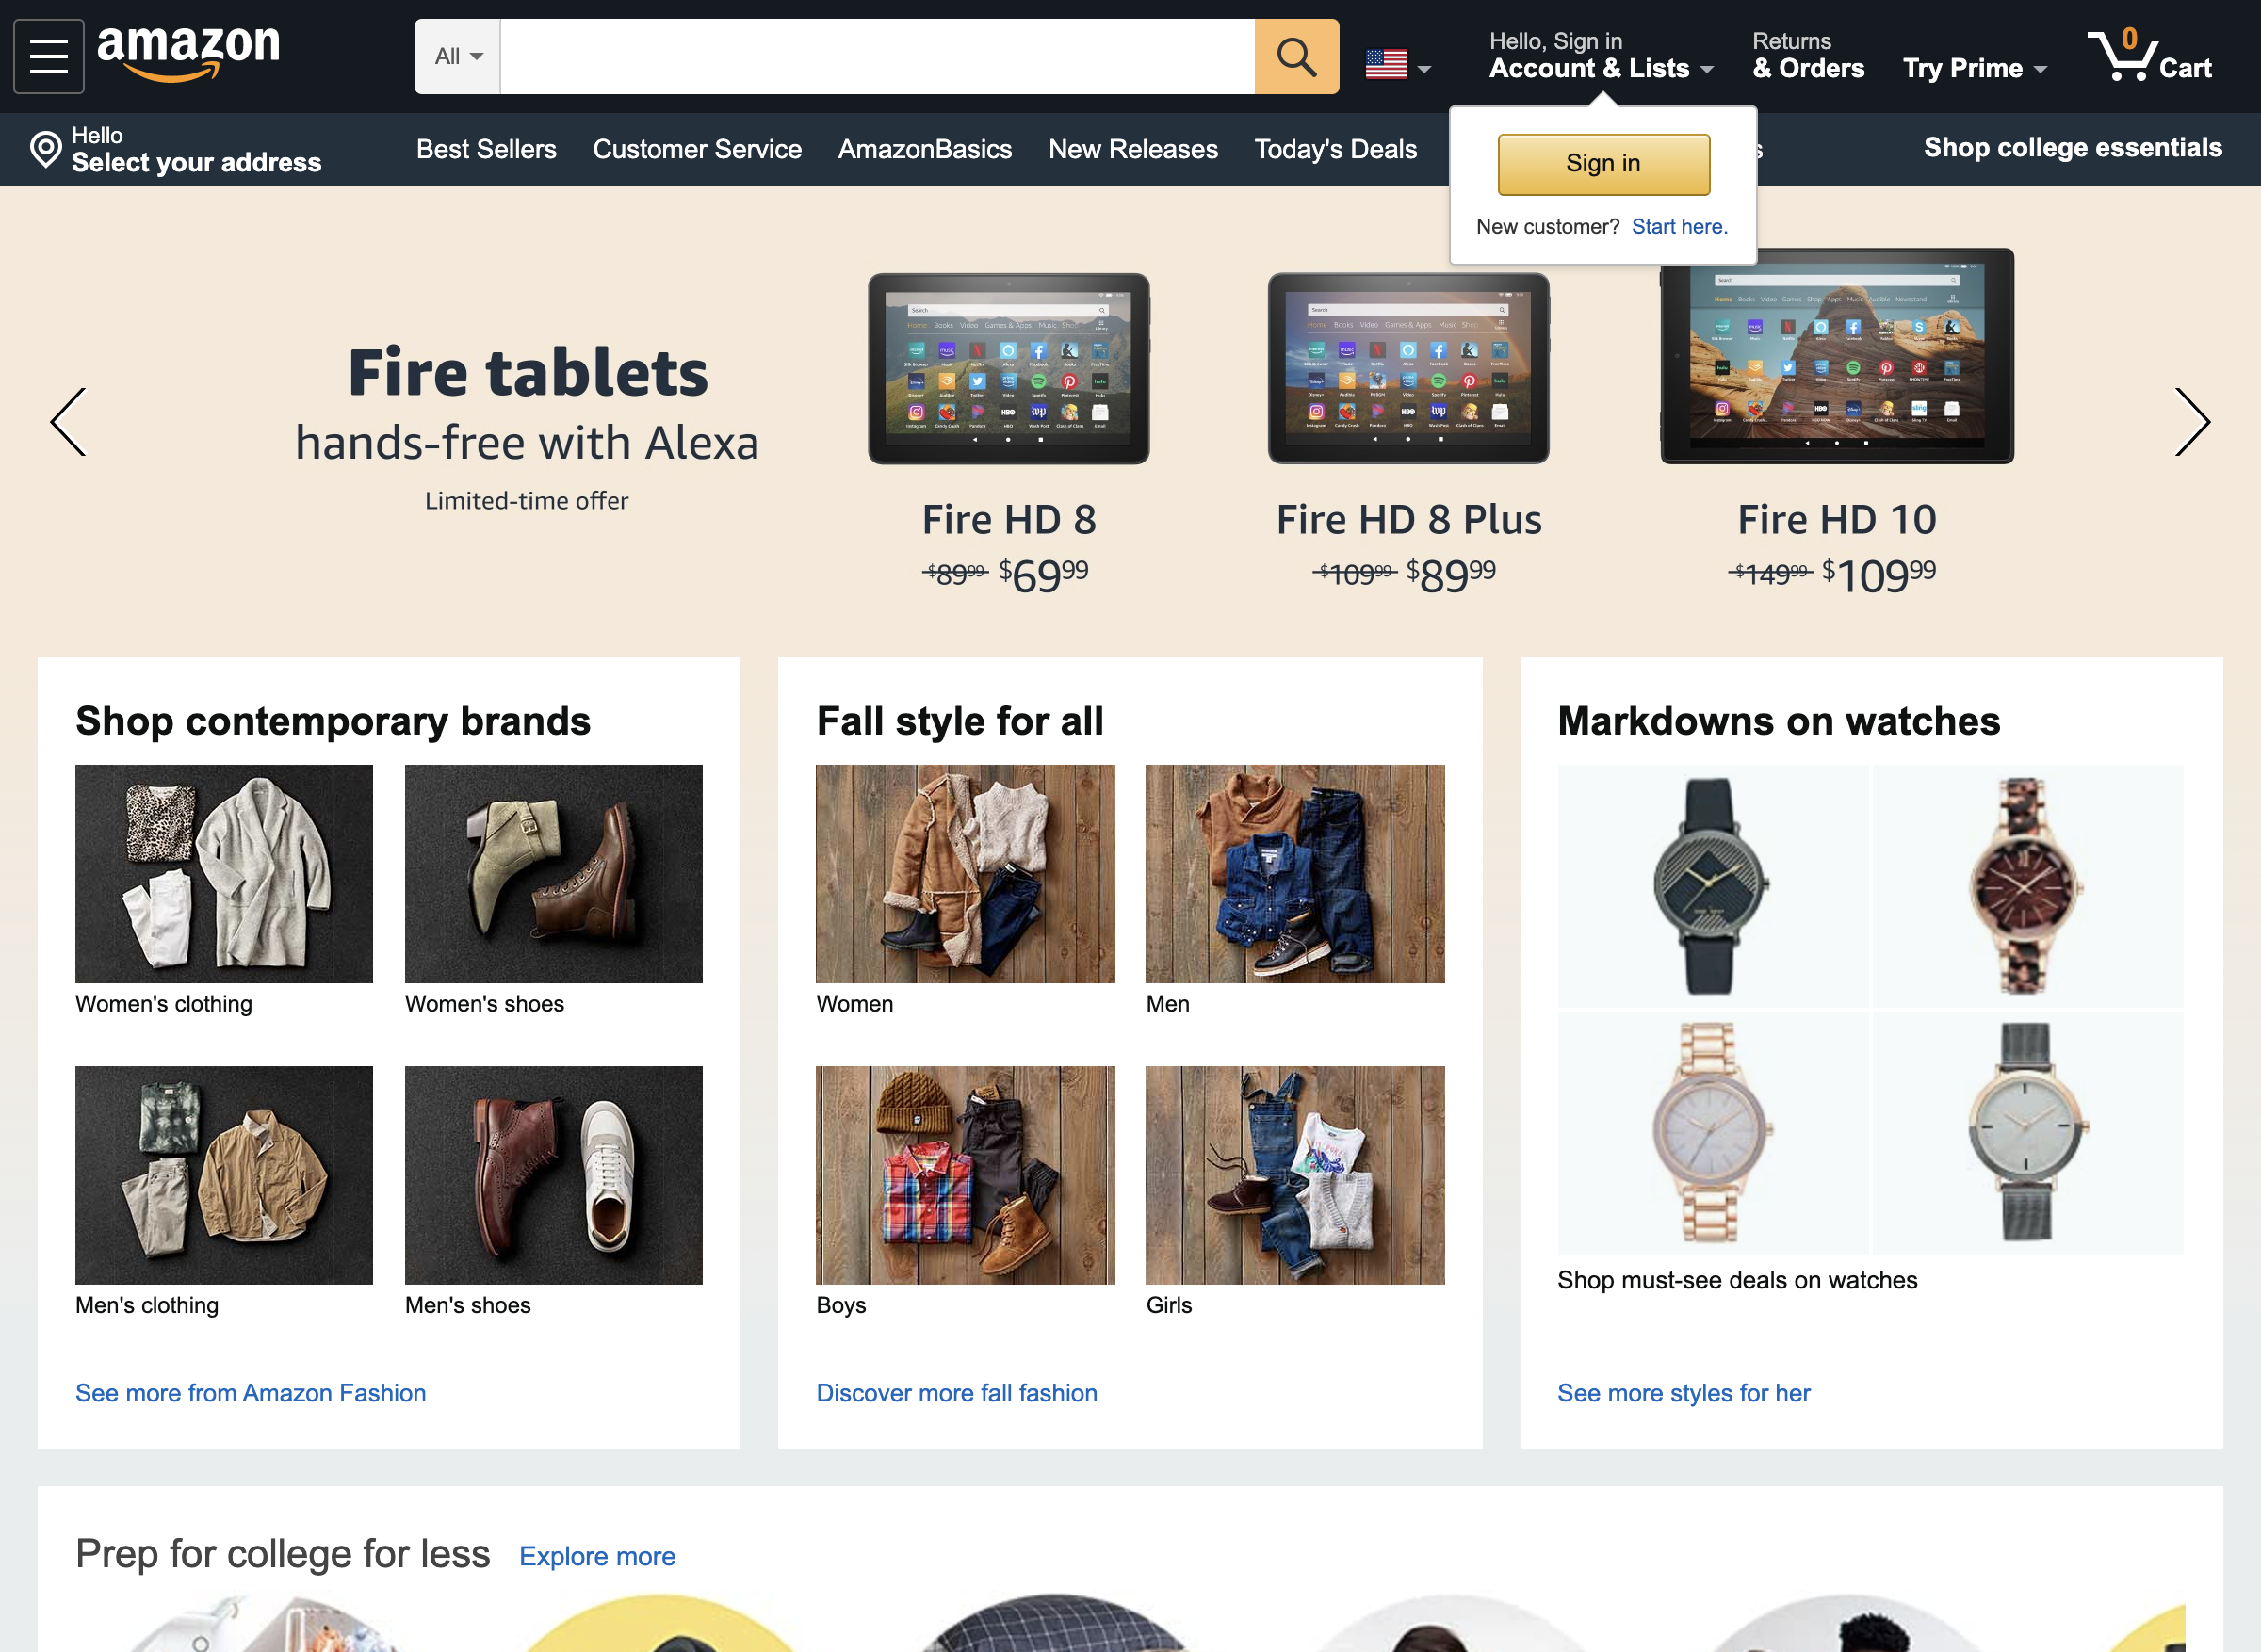 amazon
All
Hello, Sign in
Account & Lists
Returns
& Orders
Try Prime
0
Cart
Hello
Select your address
Best Sellers
Customer Service
AmazonBasics
New Releases
Today's Deals
Shop college essentials
Sign in
New customer? Start here.
Fire tablets
hands-free with Alexa
Limited-time offer
Fire HD 8
$89.99 $69.99
Fire HD 8 Plus
$109.99 $89.99
Fire HD 10
$149.99 $109.99
Shop contemporary brands
Women's clothing
Women's shoes
Men's clothing
Men's shoes
See more from Amazon Fashion
Fall style for all
Women
Men
Boys
Girls
Discover more fall fashion
Markdowns on watches
Shop must-see deals on watches
See more styles for her
Prep for college for less Explore more